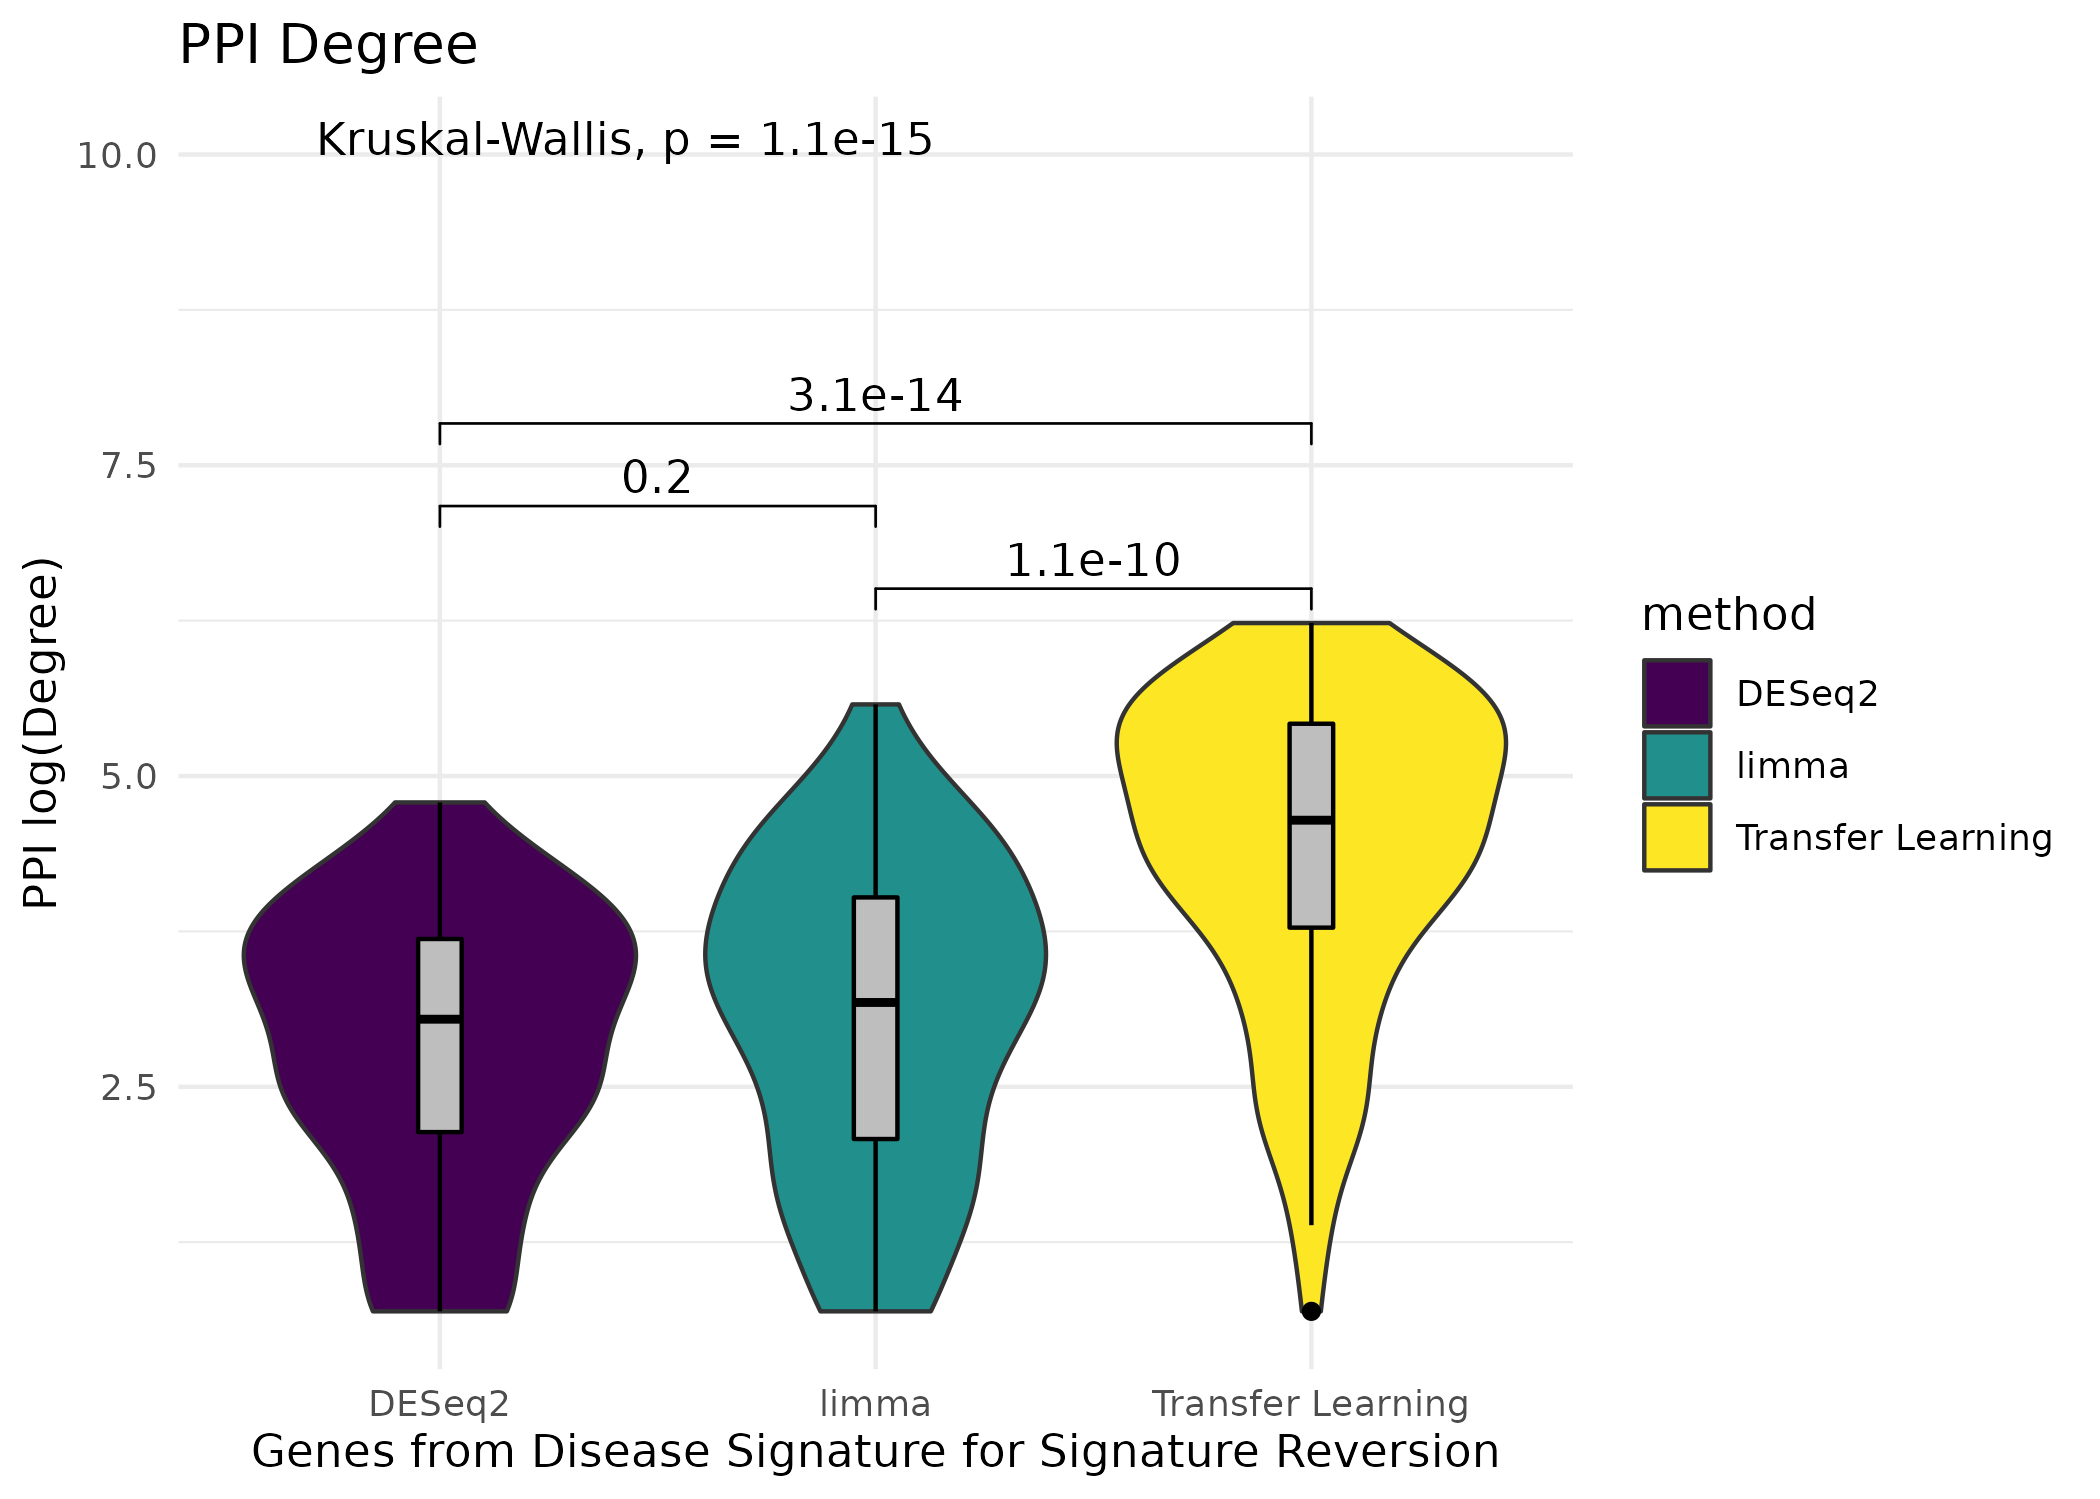 PPI Degree
Kruskal-Wallis, p = 1.1e-15
10.0
3.1e-14
7.5
0.2
1.1e-10
5.0
2.5
PPI log(Degree)
DESeq2
limma
Transfer Learning
Genes from Disease Signature for Signature Reversion
method
DESeq2
limma
Transfer Learning